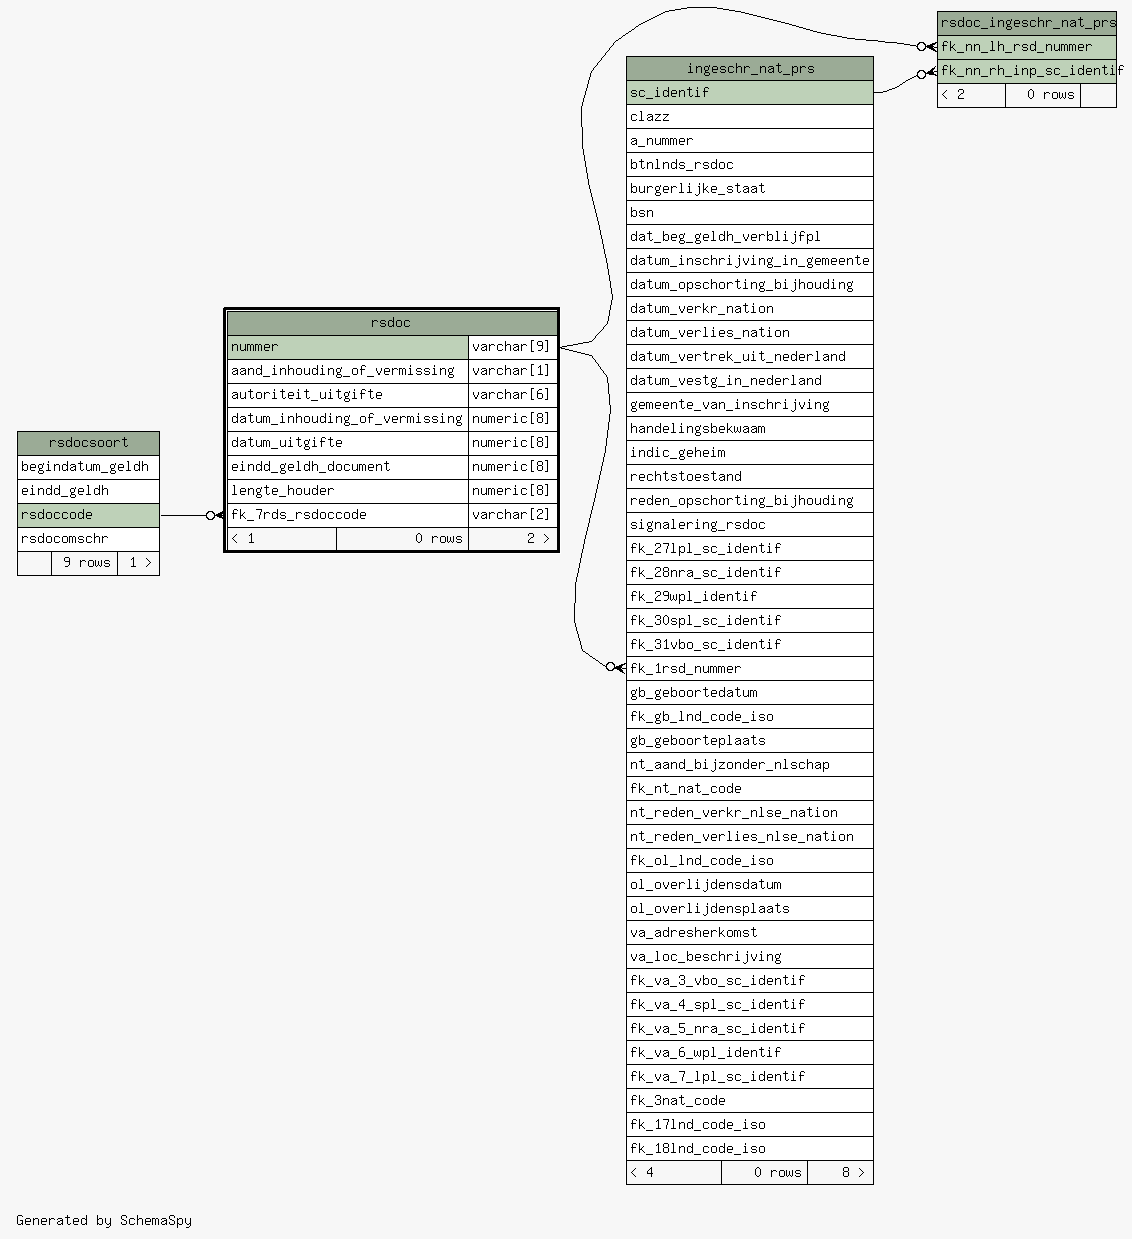 rsdoc_ingeschr_nat_prs
fk_nn_lh_rsd_nummer
fk_nn_rh_inp_sc_identif
< 2 0 rows
ingeschr_nat_prs
sc_identif
clazz
a_nummer
btnlnds_rsdoc
burgerlijke_staat
bsn
dat_beg_geldh_verblijfpl
datum_inschrijving_in_gemeente
datum_opschorting_bijhouding
datum_verkr_nation
datum_verlies_nation
datum_vertrek_uit_nederland
datum_vestg_in_nederland
gemeente_van_inschrijving
handelingsbekwaam
indic_geheim
rechtstoestand
reden_opschorting_bijhouding
signalering_rsdoc
fk_27lpl_sc_identif
fk_28nra_sc_identif
fk_29wpl_identif
fk_30spl_sc_identif
fk_31vbo_sc_identif
fk_1rsd_nummer
gb_geboortedatum
fk_gb_lnd_code_iso
gb_geboorteplaats
nt_aand_bijzonder_nlschap
fk_nt_nat_code
nt_reden_verkr_nlse_nation
nt_reden_verlies_nlse_nation
fk_ol_lnd_code_iso
ol_overlijdensdatum
ol_overlijdensplaats
va_adresherkomst
va_loc_beschrijving
fk_va_3_vbo_sc_identif
fk_va_4_spl_sc_identif
fk_va_5_nra_sc_identif
fk_va_6_wpl_identif
fk_va_7_lpl_sc_identif
fk_3nat_code
fk_17lnd_code_iso
fk_18lnd_code_iso
< 4 0 rows 8 >
rsdoc
nummer varchar[9]
aand_inhouding_of_vermissing varchar[1]
autoriteit_uitgifte varchar[6]
datum_inhouding_of_vermissing numeric[8]
datum_uitgifte numeric[8]
eindd_geldh_document numeric[8]
lengte_houder numeric[8]
fk_7rds_rsdoccode varchar[2]
< 1 0 rows 2 >
rsdocsoort
begindatum_geldh
eindd_geldh
rsdoccode
rsdocomschr
9 rows 1 >
Generated by SchemaSpy